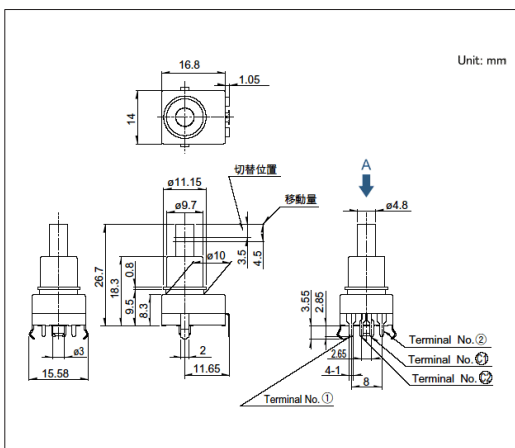 Unit: mm
16.8
1.05
14
切替位置
移動量
A
ø11.15
ø9.7
ø4.8
ø10
3.5
4.5
26.7
18.3
0.8
9.5
8.3
3.55
2.85
ø3
15.58
2
11.65
2.65
4-1
8
Terminal No.②
Terminal No.
Terminal No.
Terminal No.①